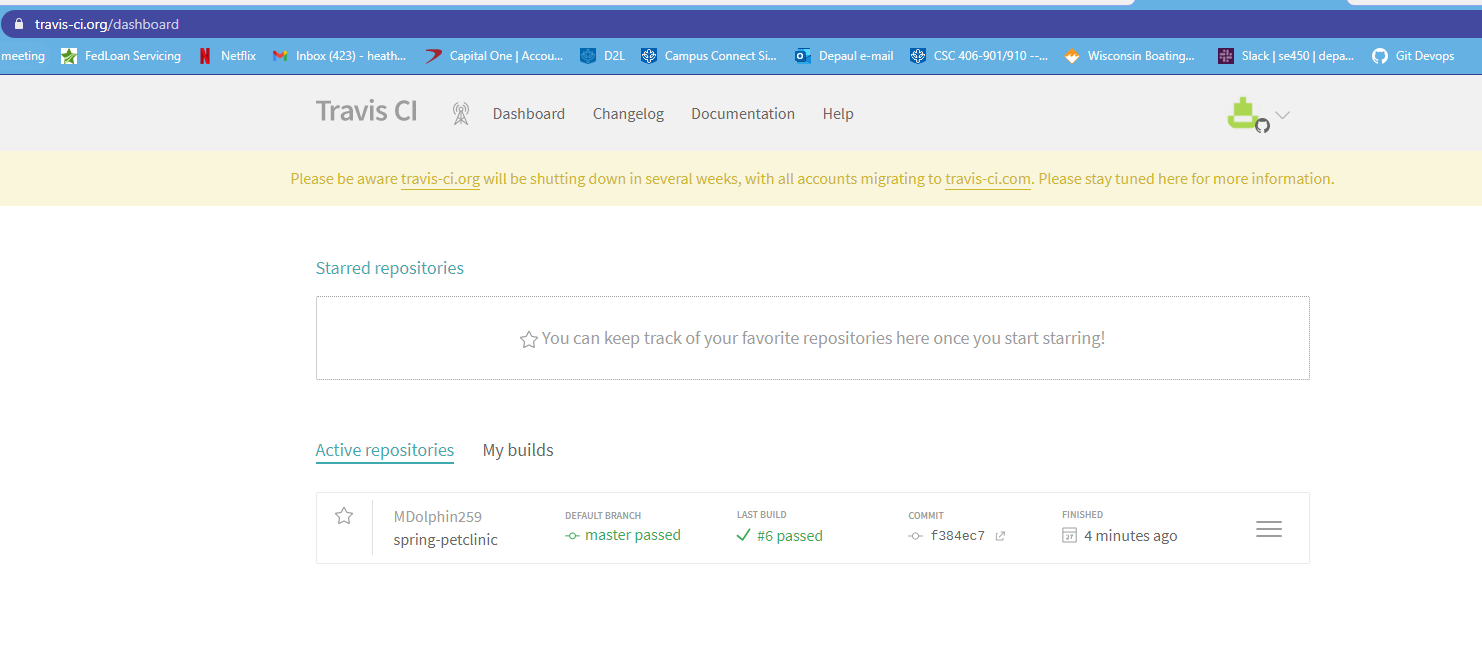 travis-ci.org/dashboard
meeting FedLoan Servicing Netflix Inbox (423) - heath... Capital One | Accou... D2L Campus Connect Si... Depaul e-mail CSC 406-901/910 --... Wisconsin Boating... Slack | se450 | depa... Git Devops
Travis CI Dashboard Changelog Documentation Help
Please be aware travis-ci.org will be shutting down in several weeks, with all accounts migrating to travis-ci.com. Please stay tuned here for more information.
Starred repositories
You can keep track of your favorite repositories here once you start starring!
Active repositories My builds
MDolphin259 DEFAULT BRANCH LAST BUILD COMMIT FINISHED
spring-petclinic master passed #6 passed f384ec7 27 4 minutes ago